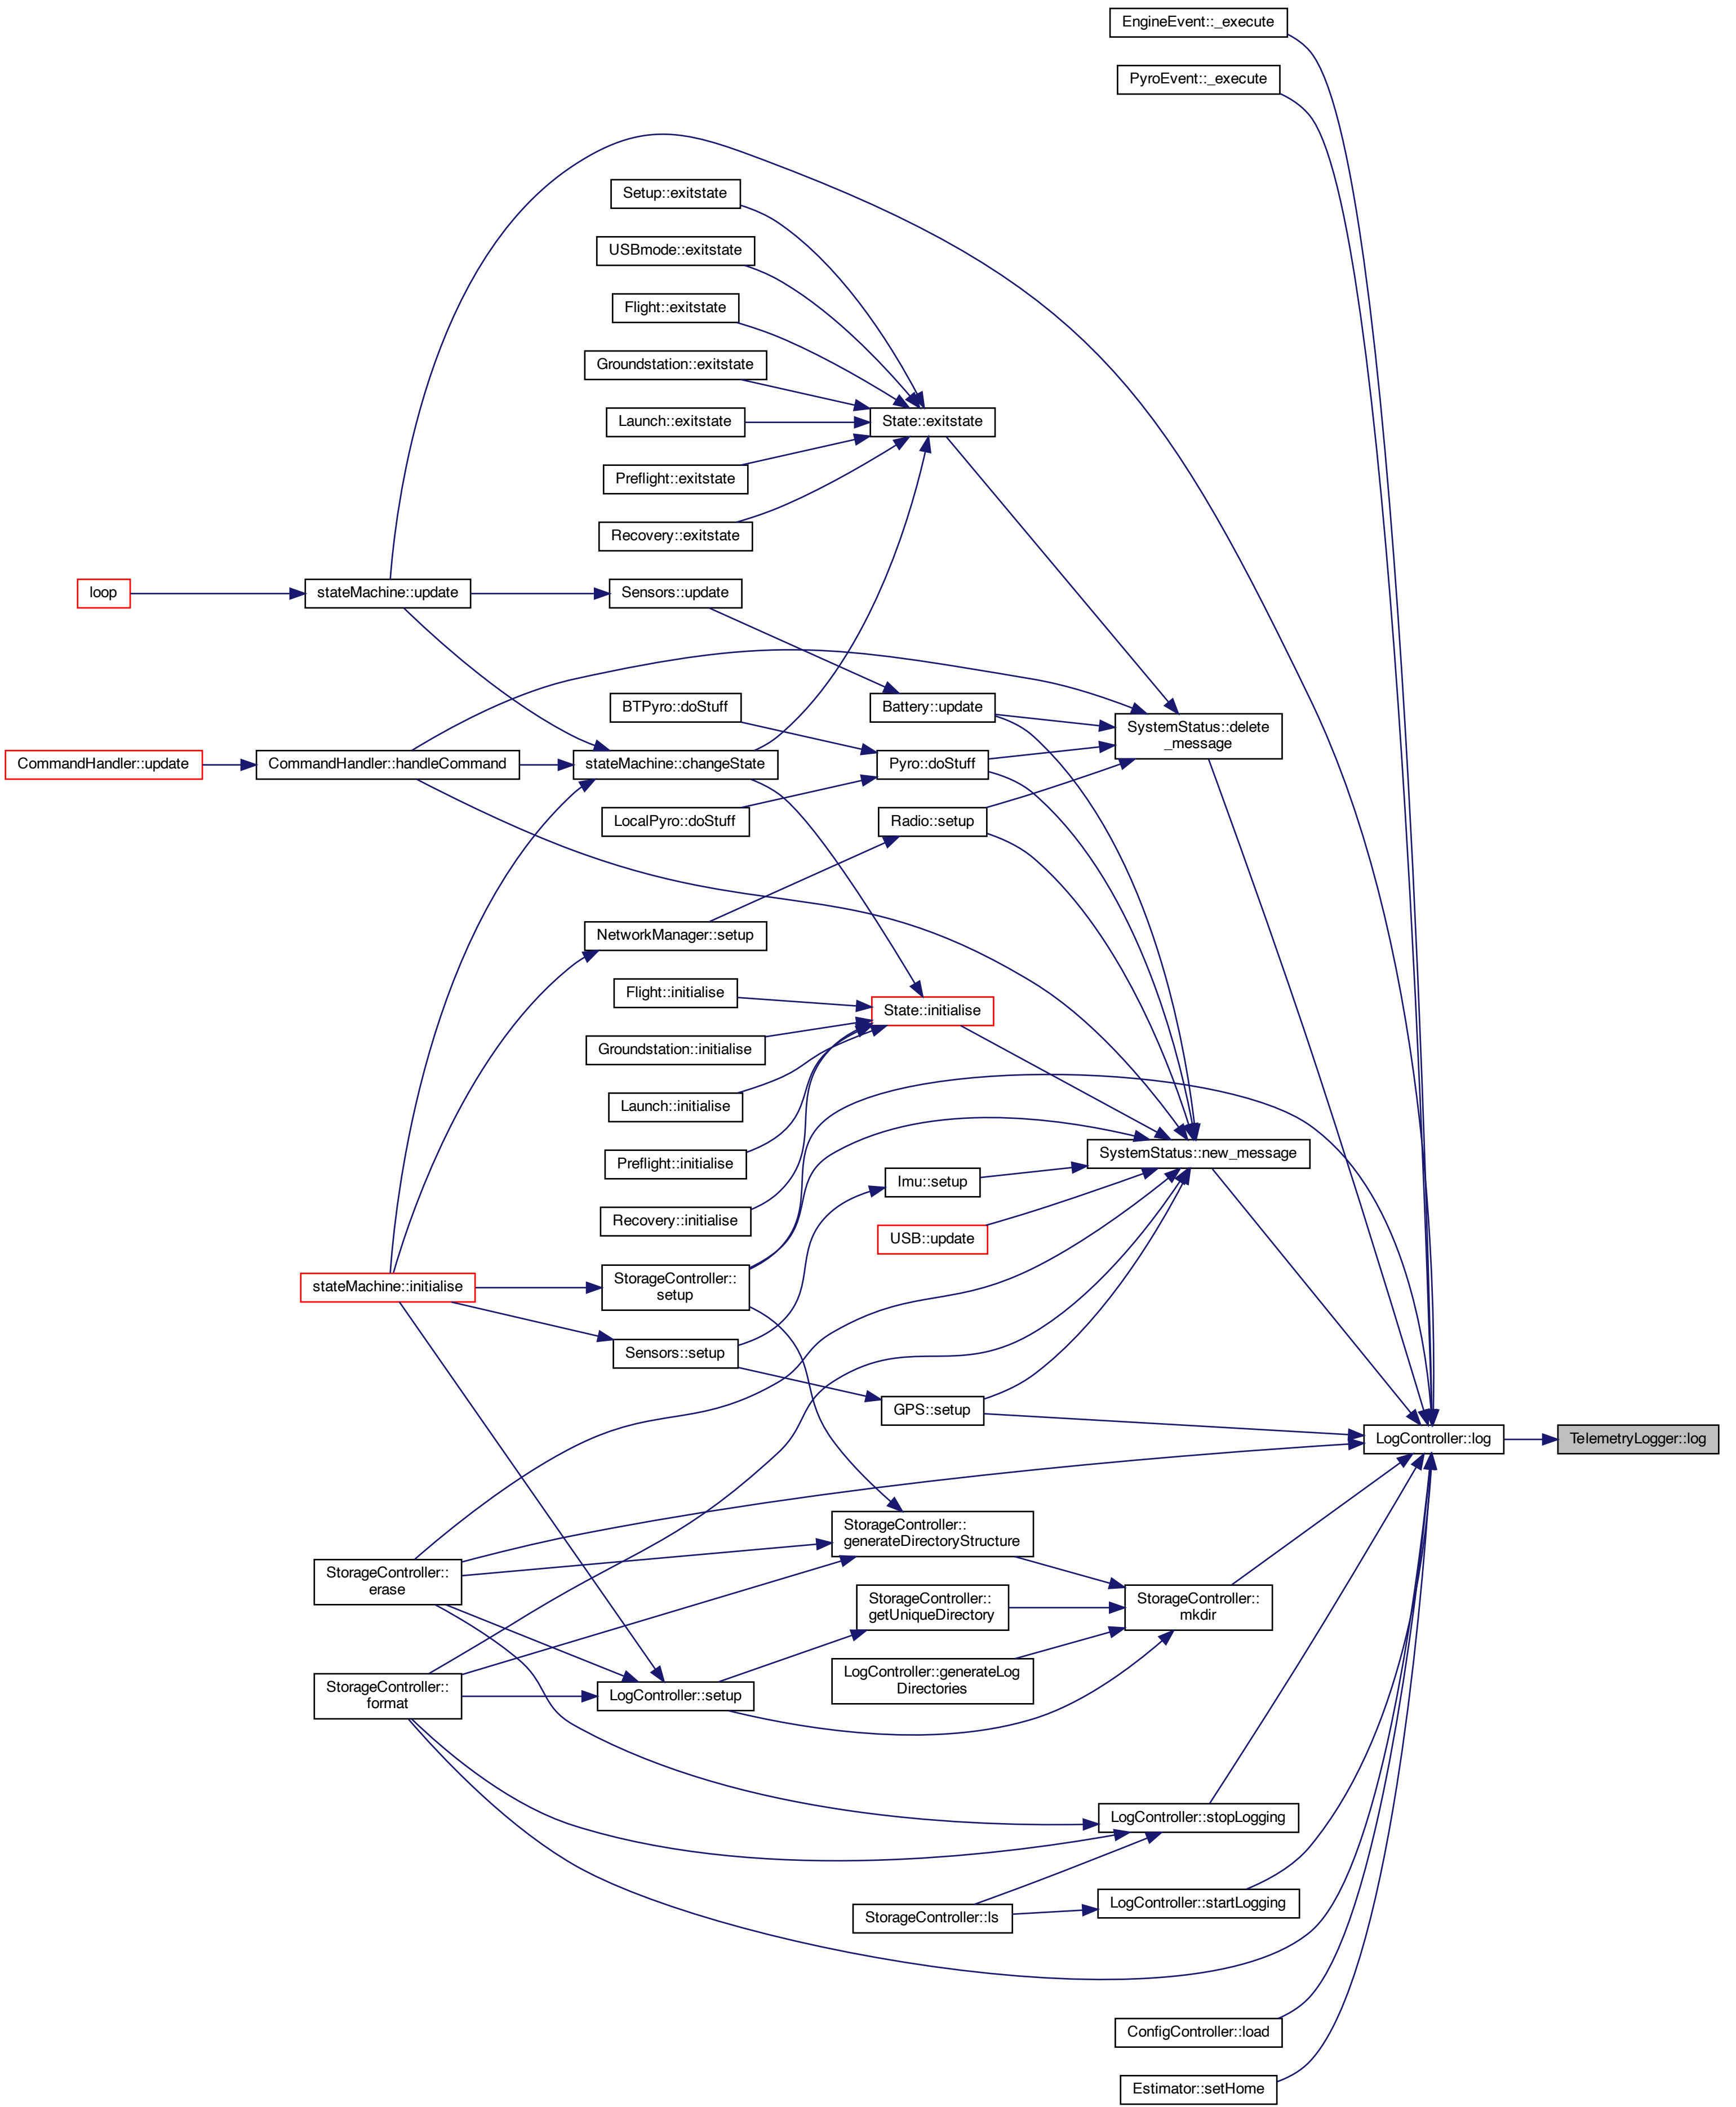 EngineEvent::_execute
PyroEvent::_execute
Setup::exitstate
USBmode::exitstate
Flight::exitstate
Groundstation::exitstate
Launch::exitstate
State::exitstate
Preflight::exitstate
Recovery::exitstate
loop
stateMachine::update
Sensors::update
BTPyro::doStuff
Battery::update
SystemStatus::delete
_message
CommandHandler::update
CommandHandler::handleCommand
stateMachine::changeState
Pyro::doStuff
LocalPyro::doStuff
Radio::setup
NetworkManager::setup
Flight::initialise
State::initialise
Groundstation::initialise
Launch::initialise
Preflight::initialise
SystemStatus::new_message
Imu::setup
Recovery::initialise
USB::update
stateMachine::initialise
StorageController::
setup
Sensors::setup
GPS::setup
LogController::log
TelemetryLogger::log
StorageController::
generateDirectoryStructure
StorageController::
erase
StorageController::
getUniqueDirectory
StorageController::
mkdir
LogController::generateLog
Directories
StorageController::
format
LogController::setup
LogController::stopLogging
LogController::startLogging
StorageController::ls
ConfigController::load
Estimator::setHome